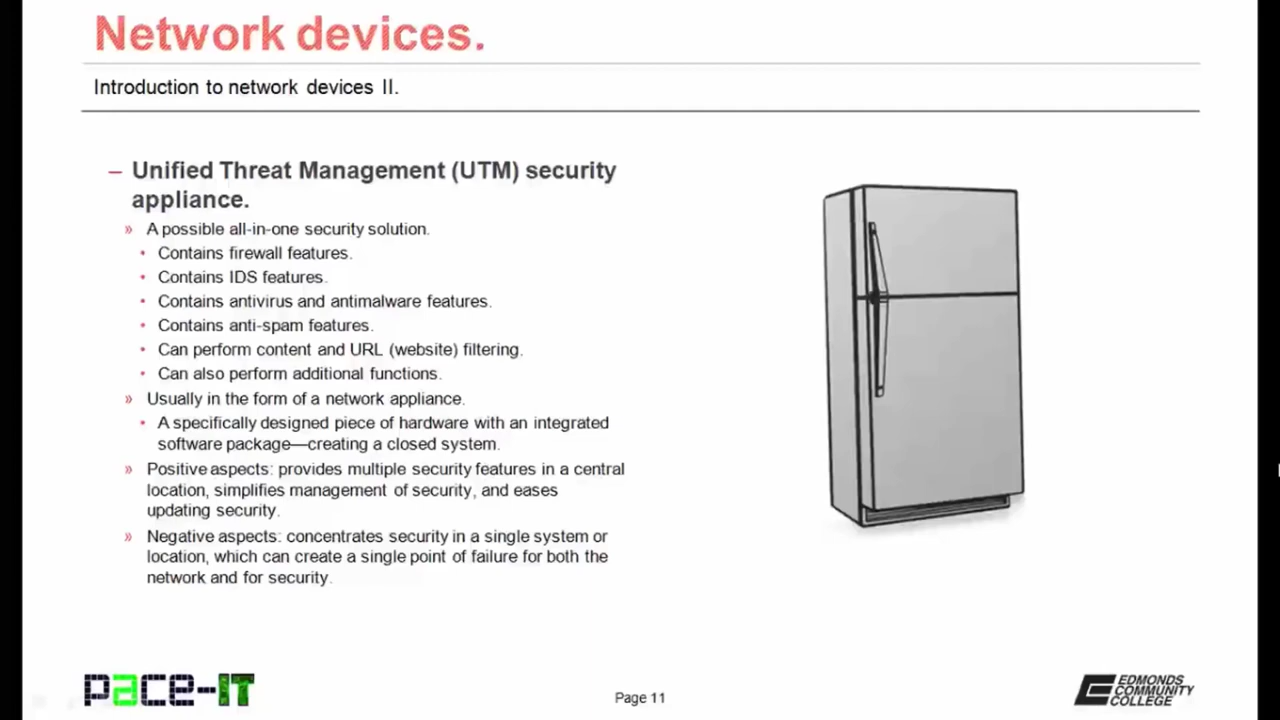 Network devices.
Introduction to network devices II.
– Unified Threat Management (UTM) security
appliance.
» A possible all-in-one security solution.
• Contains firewall features.
• Contains IDS features.
• Contains antivirus and antimalware features.
• Contains anti-spam features.
• Can perform content and URL (website) filtering.
• Can also perform additional functions.
» Usually in the form of a network appliance.
• A specifically designed piece of hardware with an integrated
software package—creating a closed system.
» Positive aspects: provides multiple security features in a central
location, simplifies management of security, and eases
updating security.
» Negative aspects: concentrates security in a single system or
location, which can create a single point of failure for both the
network and for security.
pace-IT
Page 11
EDMONDS
COMMUNITY
COLLEGE